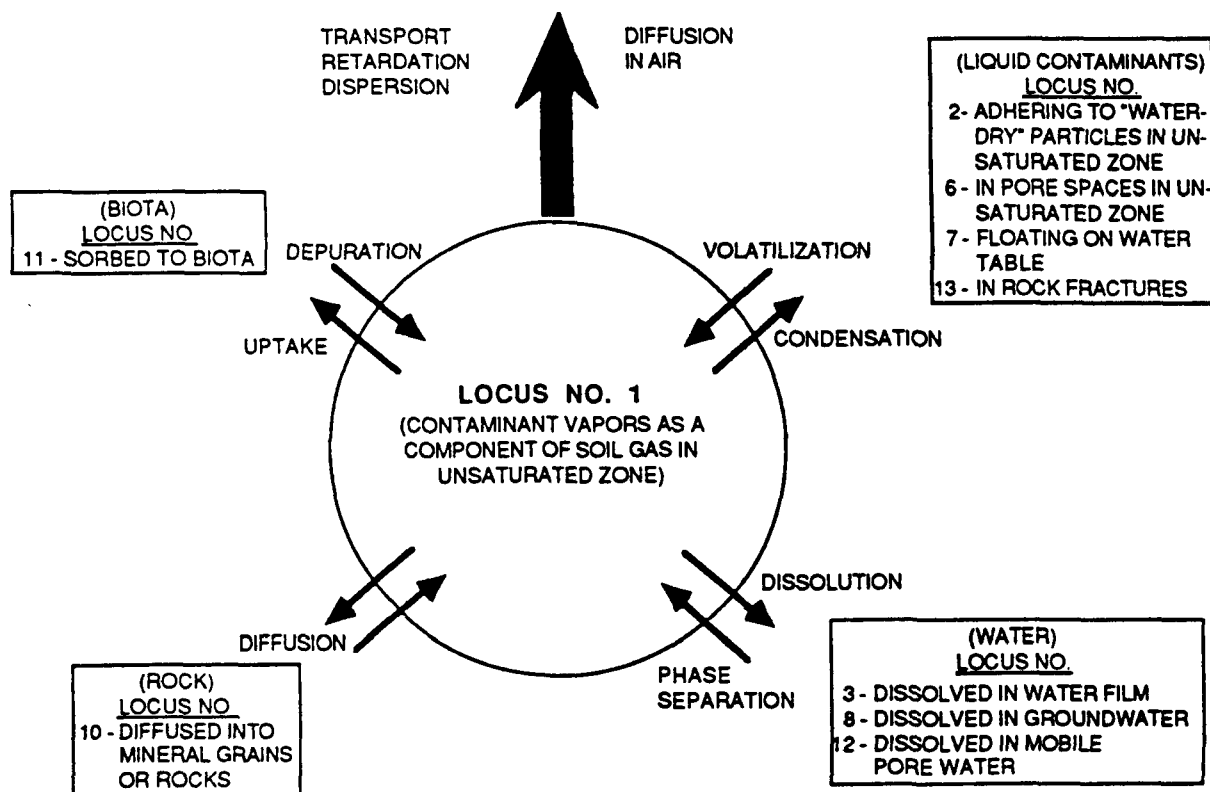 TRANSPORT
RETARDATION
DISPERSION
DIFFUSION
IN AIR
(LIQUID CONTAMINANTS)
LOCUS NO.
2- ADHERING TO "WATER-
DRY" PARTICLES IN UN-
SATURATED ZONE
6 - IN PORE SPACES IN UN-
SATURATED ZONE
7 - FLOATING ON WATER
TABLE
13 - IN ROCK FRACTURES
(BIOTA)
LOCUS NO
11 - SORBED TO BIOTA
DEPURATION
UPTAKE
VOLATILIZATION
CONDENSATION
LOCUS NO. 1
(CONTAMINANT VAPORS AS A
COMPONENT OF SOIL GAS IN
UNSATURATED ZONE)
DIFFUSION
DISSOLUTION
PHASE
SEPARATION
(ROCK)
LOCUS NO
10 - DIFFUSED INTO
MINERAL GRAINS
OR ROCKS
(WATER)
LOCUS NO.
3 - DISSOLVED IN WATER FILM
8 - DISSOLVED IN GROUNDWATER
12 - DISSOLVED IN MOBILE
PORE WATER